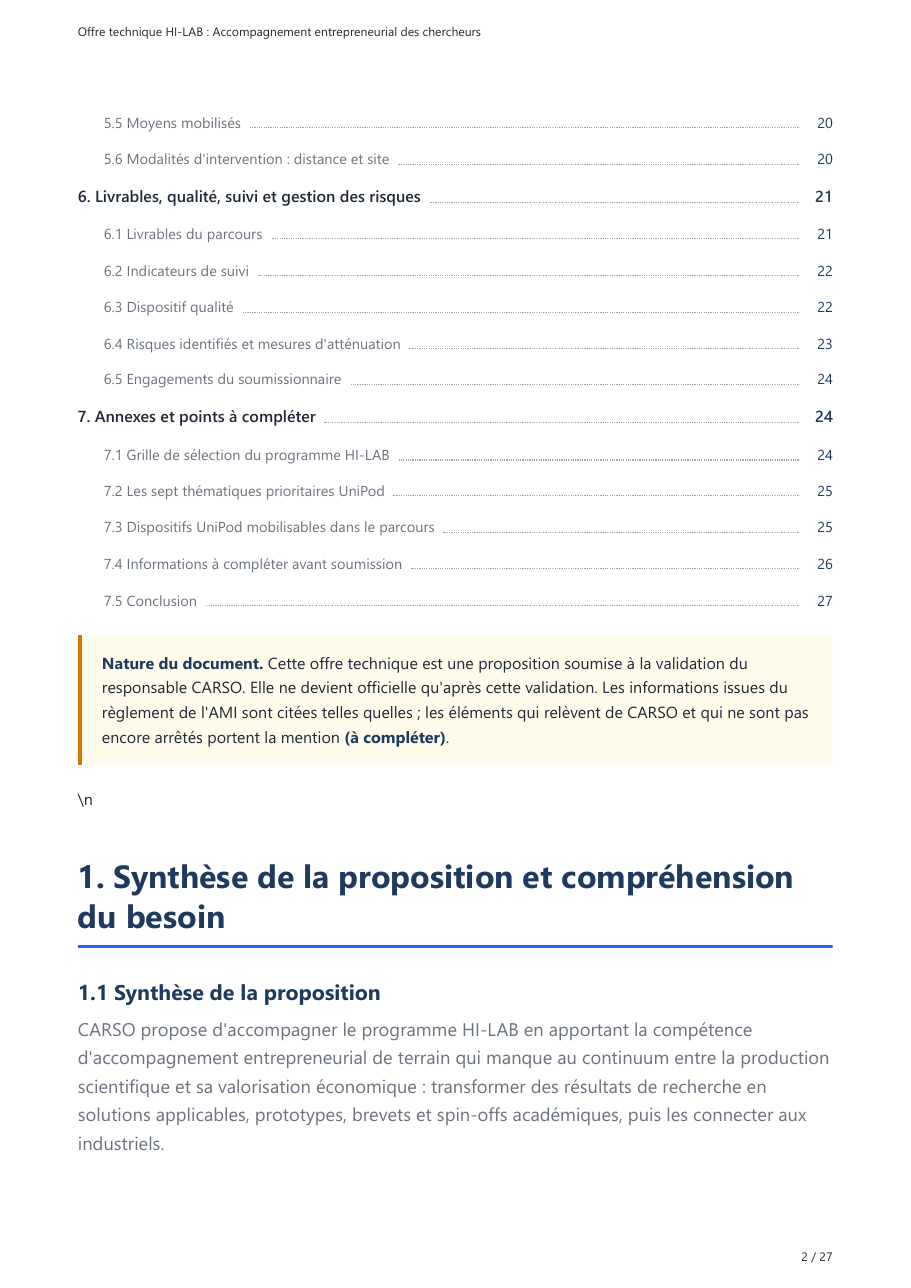 Offre technique HI-LAB : Accompagnement entrepreneurial des chercheurs
5.5 Moyens mobilisés 20
5.6 Modalités d'intervention : distance et site 20
6. Livrables, qualité, suivi et gestion des risques 21
6.1 Livrables du parcours 21
6.2 Indicateurs de suivi 22
6.3 Dispositif qualité 22
6.4 Risques identifiés et mesures d'atténuation 23
6.5 Engagements du soumissionnaire 24
7. Annexes et points à compléter 24
7.1 Grille de sélection du programme HI-LAB 24
7.2 Les sept thématiques prioritaires UniPod 25
7.3 Dispositifs UniPod mobilisables dans le parcours 25
7.4 Informations à compléter avant soumission 26
7.5 Conclusion 27
Nature du document. Cette offre technique est une proposition soumise à la validation du
responsable CARSO. Elle ne devient officielle qu'après cette validation. Les informations issues du
règlement de l'AMI sont citées telles quelles ; les éléments qui relèvent de CARSO et qui ne sont pas
encore arrêtés portent la mention (à compléter).
\n
1. Synthèse de la proposition et compréhension
du besoin
1.1 Synthèse de la proposition
CARSO propose d'accompagner le programme HI-LAB en apportant la compétence
d'accompagnement entrepreneurial de terrain qui manque au continuum entre la production
scientifique et sa valorisation économique : transformer des résultats de recherche en
solutions applicables, prototypes, brevets et spin-offs académiques, puis les connecter aux
industriels.
2 / 27